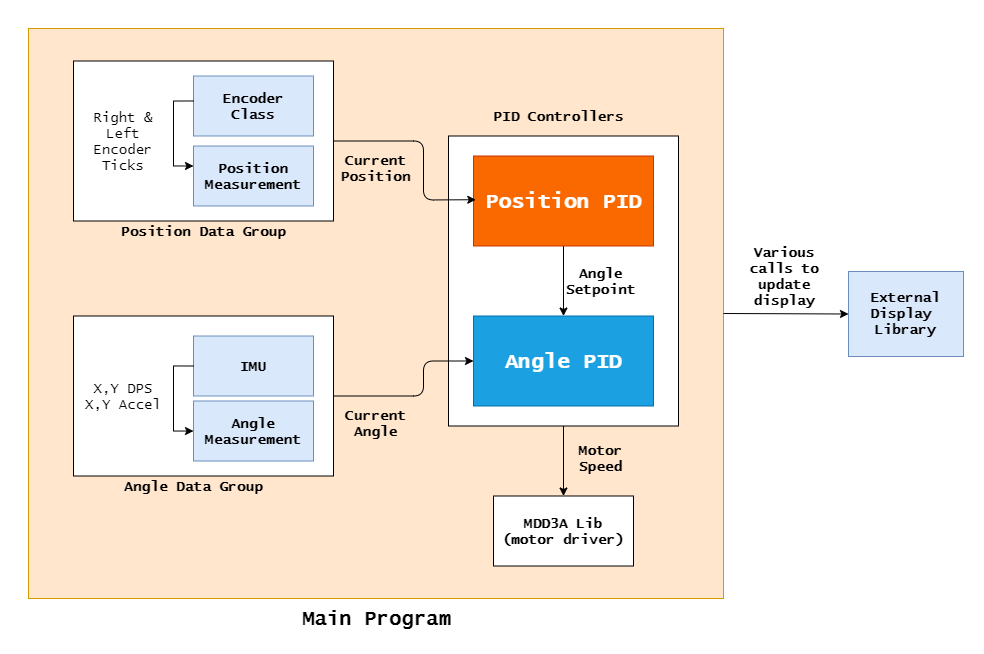 Encoder
Class
Right &
Left
Encoder
Ticks
Position
Measurement
Position Data Group
Current
Position
PID Controllers
Position PID
Angle
Setpoint
Angle PID
IMU
X,Y DPS
X,Y Accel
Angle
Measurement
Angle Data Group
Current
Angle
Motor
Speed
MDD3A Lib
(motor driver)
Various
calls to
update
display
External
Display
Library
Main Program